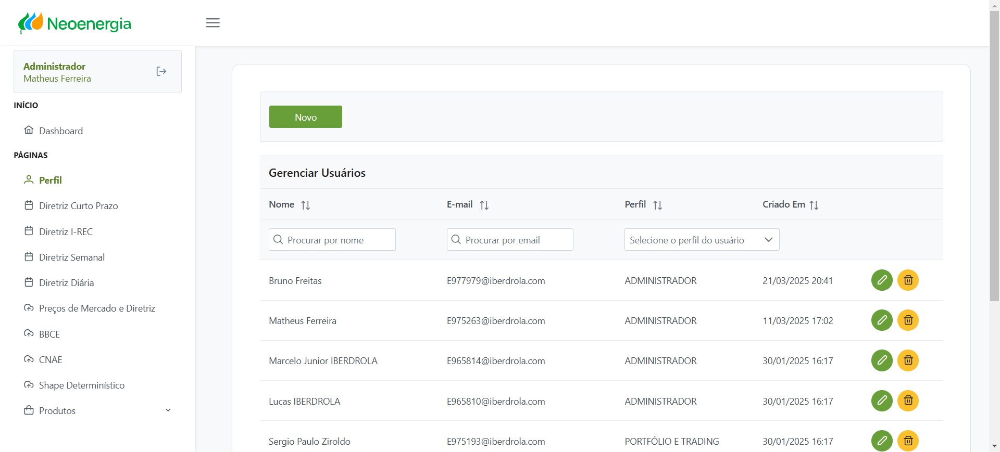 Neoenergia
Administrador
Matheus Ferreira
INÍCIO
Dashboard
PÁGINAS
Perfil
Diretriz Curto Prazo
Diretriz I-REC
Diretriz Semanal
Diretriz Diária
Preços de Mercado e Diretriz
BBCE
CNAE
Shape Determinístico
Produtos
Novo
Gerenciar Usuários
Nome E-mail Perfil Criado Em
Procurar por nome Procurar por email Selecione o perfil do usuário
Bruno Freitas E977979@iberdrola.com ADMINISTRADOR 21/03/2025 20:41
Matheus Ferreira E975263@iberdrola.com ADMINISTRADOR 11/03/2025 17:02
Marcelo Junior IBERDROLA E965814@iberdrola.com ADMINISTRADOR 30/01/2025 16:17
Lucas IBERDROLA E965810@iberdrola.com ADMINISTRADOR 30/01/2025 16:17
Sergio Paulo Ziroldo E975193@iberdrola.com PORTFÓLIO E TRADING 30/01/2025 16:17